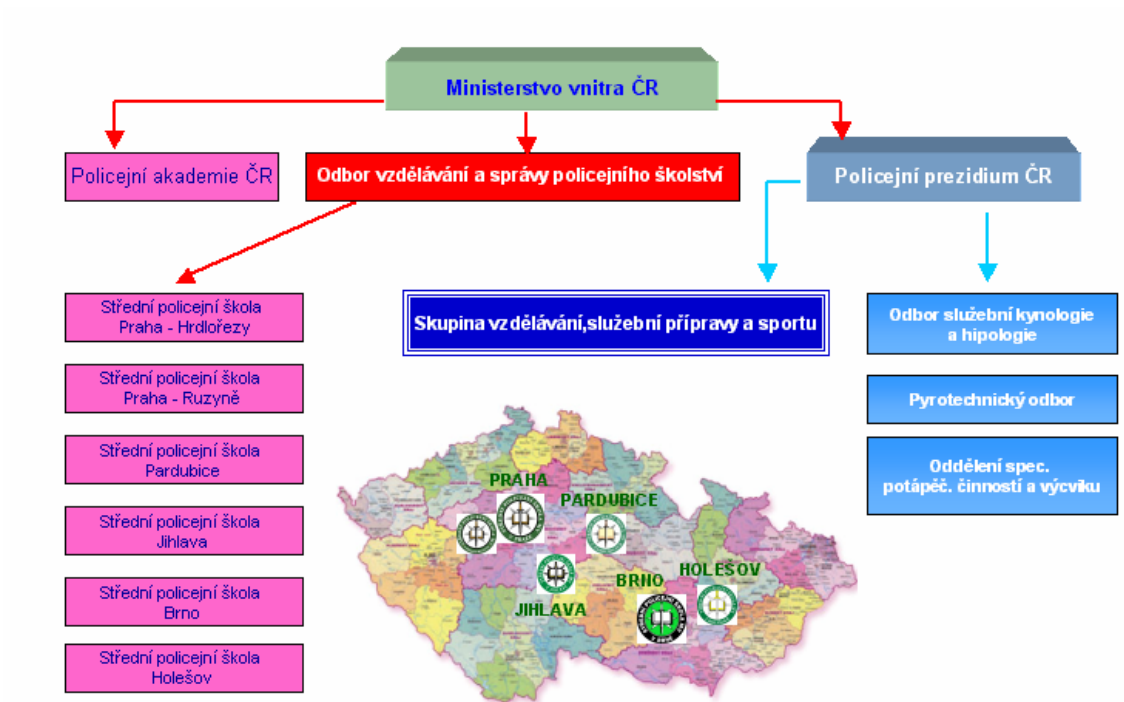 Ministerstvo vnitra ČR
Policejní akademie ČR
Odbor vzdělávání a správy policejního školství
Policejní prezidium ČR
Střední policejní škola
Praha - Hrdlořezy
Střední policejní škola
Praha - Ruzyně
Střední policejní škola
Pardubice
Střední policejní škola
Jihlava
Střední policejní škola
Brno
Střední policejní škola
Holešov
Skupina vzdělávání,služební přípravy a sportu
Odbor služební kynologie
a hipologie
Pyrotechnický odbor
Oddělení spec.
potápěč. činností a výcviku
PRAHA
PARDUBICE
JIHLAVA
BRNO
HOLEŠOV